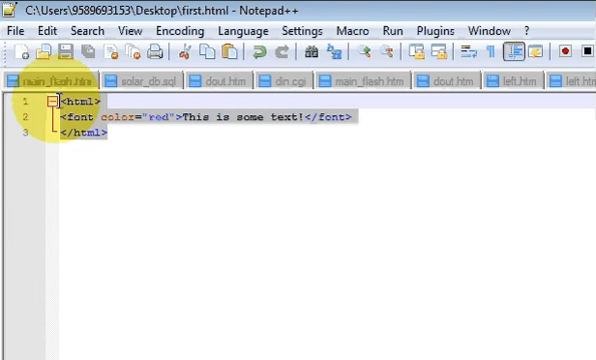 C:\Users\9589693153\Desktop\first.html - Notepad++
File Edit Search View Encoding Language Settings Macro Run Plugins Window ?
main_flash.htm solar_db.sql dout.htm din.cgi main_flash.htm dout.htm left.htm left.htm
1 <html>
2 <font color="red">This is some text!</font>
3 </html>